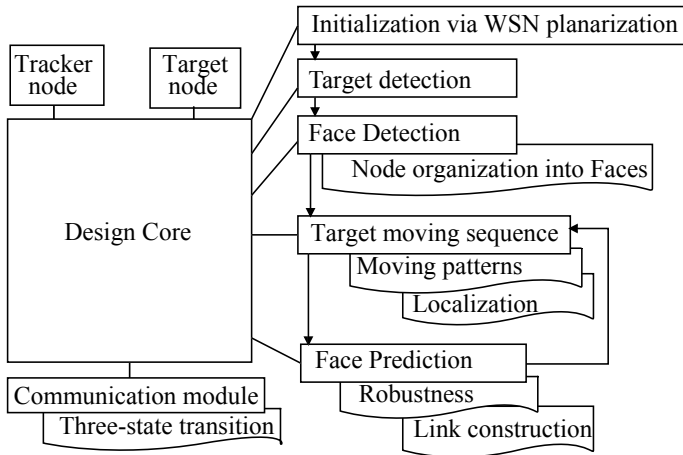 Initialization via WSN planarization
Tracker
node
Target
node
Target detection
Face Detection
Node organization into Faces
Design Core
Target moving sequence
Moving patterns
Localization
Face Prediction
Robustness
Link construction
Communication module
Three-state transition